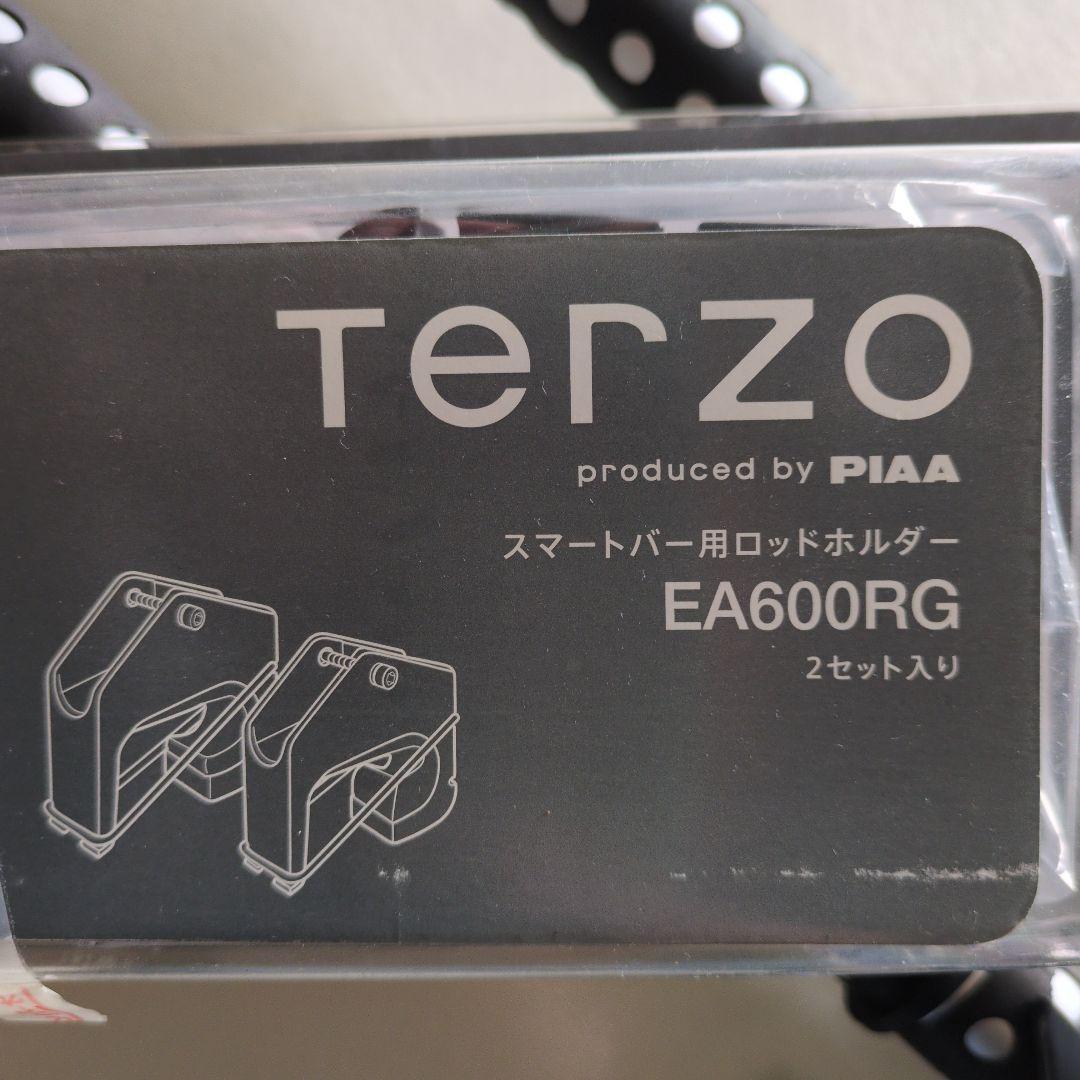 Terzo
produced by PIAA
スマートバー用ロッドホルダー
EA600RG
2セット入り